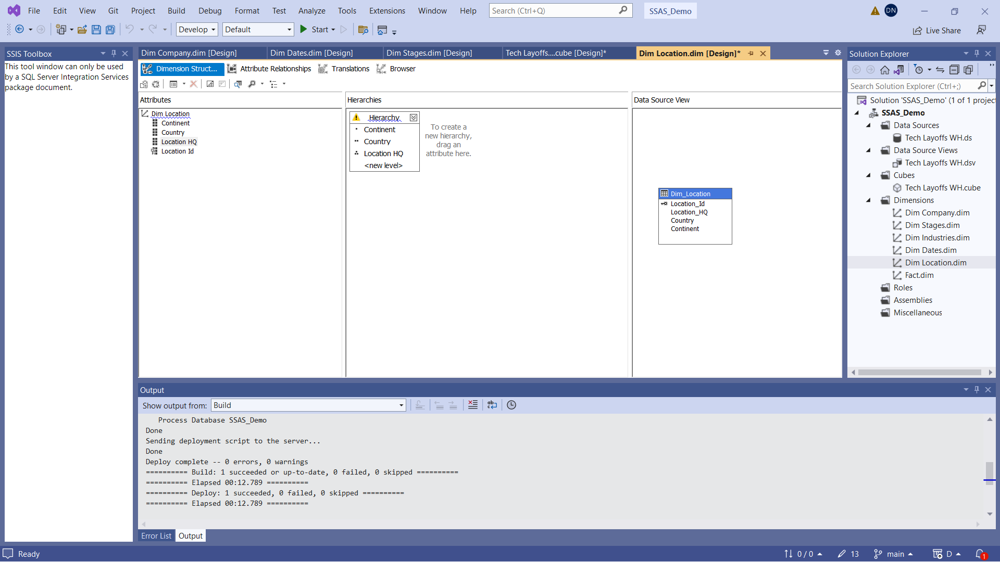 File Edit View Git Project Build Debug Format Test Analyze Tools Extensions Window Help Search (Ctrl+Q) SSAS_Demo DN
Develop Default Start Live Share
SSIS Toolbox
This tool window can only be used
by a SQL Server Integration Services
package document.
Dim Company.dim [Design] Dim Dates.dim [Design] Dim Stages.dim [Design] Tech Layoffs....cube [Design]* Dim Location.dim [Design]*
Dimension Struct... Attribute Relationships Translations Browser
Attributes
Dim Location
Continent
Country
Location HQ
Location Id
Hierarchies
Hierarchy
Continent
Country
Location HQ
<new level>
To create a
new hierarchy,
drag an
attribute here.
Data Source View
Dim_Location
Location_Id
Location_HQ
Country
Continent
Solution Explorer
Search Solution Explorer (Ctrl+;)
Solution 'SSAS_Demo' (1 of 1 project
SSAS_Demo
Data Sources
Tech Layoffs WH.ds
Data Source Views
Tech Layoffs WH.dsv
Cubes
Tech Layoffs WH.cube
Dimensions
Dim Company.dim
Dim Stages.dim
Dim Industries.dim
Dim Dates.dim
Dim Location.dim
Fact.dim
Roles
Assemblies
Miscellaneous
Output
Show output from: Build
Process Database SSAS_Demo
Done
Sending deployment script to the server...
Done
Deploy complete -- 0 errors, 0 warnings
========== Build: 1 succeeded or up-to-date, 0 failed, 0 skipped ==========
========== Elapsed 00:12.789 ==========
========== Deploy: 1 succeeded, 0 failed, 0 skipped ==========
========== Elapsed 00:12.789 ==========
Error List Output
Ready 0 / 0 13 main D 1